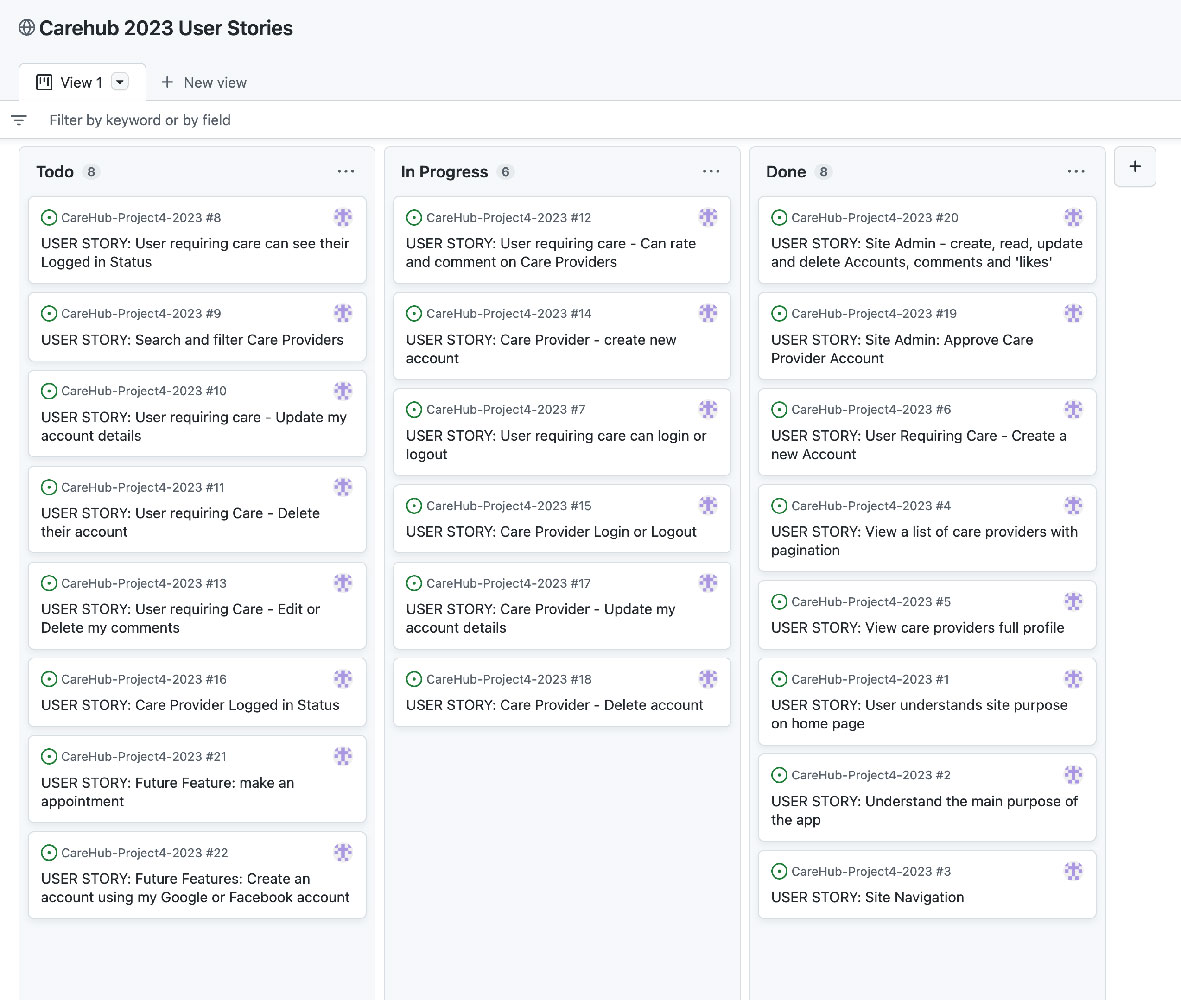 Carehub 2023 User Stories
View 1
New view
Filter by keyword or by field
Todo 8
CareHub-Project4-2023 #8
USER STORY: User requiring care can see their
Logged in Status
CareHub-Project4-2023 #9
USER STORY: Search and filter Care Providers
CareHub-Project4-2023 #10
USER STORY: User requiring care - Update my
account details
CareHub-Project4-2023 #11
USER STORY: User requiring Care - Delete
their account
CareHub-Project4-2023 #13
USER STORY: User requiring Care - Edit or
Delete my comments
CareHub-Project4-2023 #16
USER STORY: Care Provider Logged in Status
CareHub-Project4-2023 #21
USER STORY: Future Feature: make an
appointment
CareHub-Project4-2023 #22
USER STORY: Future Features: Create an
account using my Google or Facebook account
In Progress 6
CareHub-Project4-2023 #12
USER STORY: User requiring care - Can rate
and comment on Care Providers
CareHub-Project4-2023 #14
USER STORY: Care Provider - create new
account
CareHub-Project4-2023 #7
USER STORY: User requiring care can login or
logout
CareHub-Project4-2023 #15
USER STORY: Care Provider Login or Logout
CareHub-Project4-2023 #17
USER STORY: Care Provider - Update my
account details
CareHub-Project4-2023 #18
USER STORY: Care Provider - Delete account
Done 8
CareHub-Project4-2023 #20
USER STORY: Site Admin - create, read, update
and delete Accounts, comments and 'likes'
CareHub-Project4-2023 #19
USER STORY: Site Admin: Approve Care
Provider Account
CareHub-Project4-2023 #6
USER STORY: User Requiring Care - Create a
new Account
CareHub-Project4-2023 #4
USER STORY: View a list of care providers with
pagination
CareHub-Project4-2023 #5
USER STORY: View care providers full profile
CareHub-Project4-2023 #1
USER STORY: User understands site purpose
on home page
CareHub-Project4-2023 #2
USER STORY: Understand the main purpose of
the app
CareHub-Project4-2023 #3
USER STORY: Site Navigation